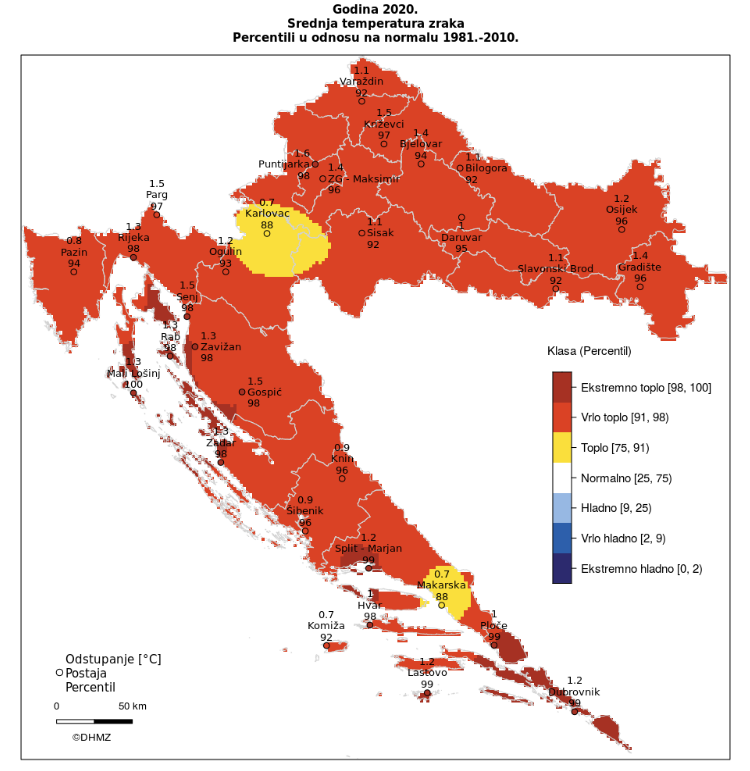 Godina 2020.
Srednja temperatura zraka
Percentili u odnosu na normalu 1981.-2010.
1.1
Varaždin
92
1.5
Križevci
97
1.4
Bjelovar
94
1.6
Puntijarka
98
1.4
ZG - Maksimir
96
1.1
Bilogora
92
1.5
Parg
97
0.7
Karlovac
88
1.2
Osijek
96
1.3
Rijeka
98
0.8
Pazin
94
1.2
Ogulin
93
1.1
Sisak
92
1
Daruvar
95
1.1
Slavonski Brod
92
1.4
Gradište
96
1.5
Senj
98
1.3
Rab
98
1.3
Zavižan
98
1.3
Mali Lošinj
100
1.5
Gospić
98
1.3
Zadar
98
0.9
Knin
96
0.9
Šibenik
96
1.2
Split - Marjan
99
0.7
Makarska
88
1
Hvar
98
0.7
Komiža
92
1
Ploče
99
1.2
Lastovo
99
1.2
Dubrovnik
99
Klasa (Percentil)
Ekstremno toplo [98, 100]
Vrlo toplo [91, 98)
Toplo [75, 91)
Normalno [25, 75)
Hladno [9, 25)
Vrlo hladno [2, 9)
Ekstremno hladno [0, 2)
Odstupanje [°C]
Postaja
Percentil
0 50 km
©DHMZ